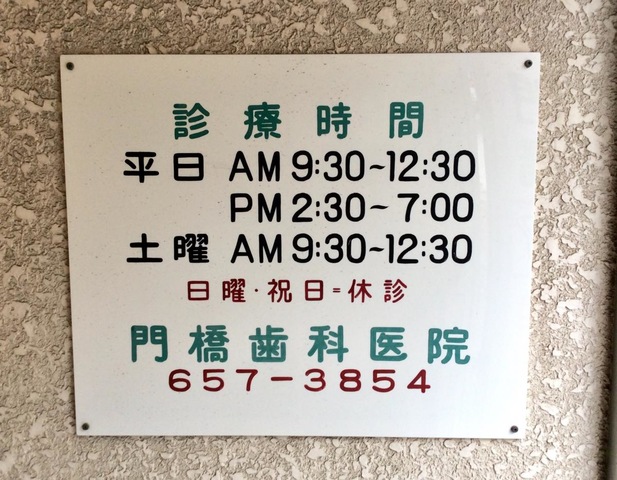 診療時間
平日 AM 9:30~12:30
PM 2:30~7:00
土曜 AM 9:30~12:30
日曜・祝日=休診
門橋歯科医院
657-3854